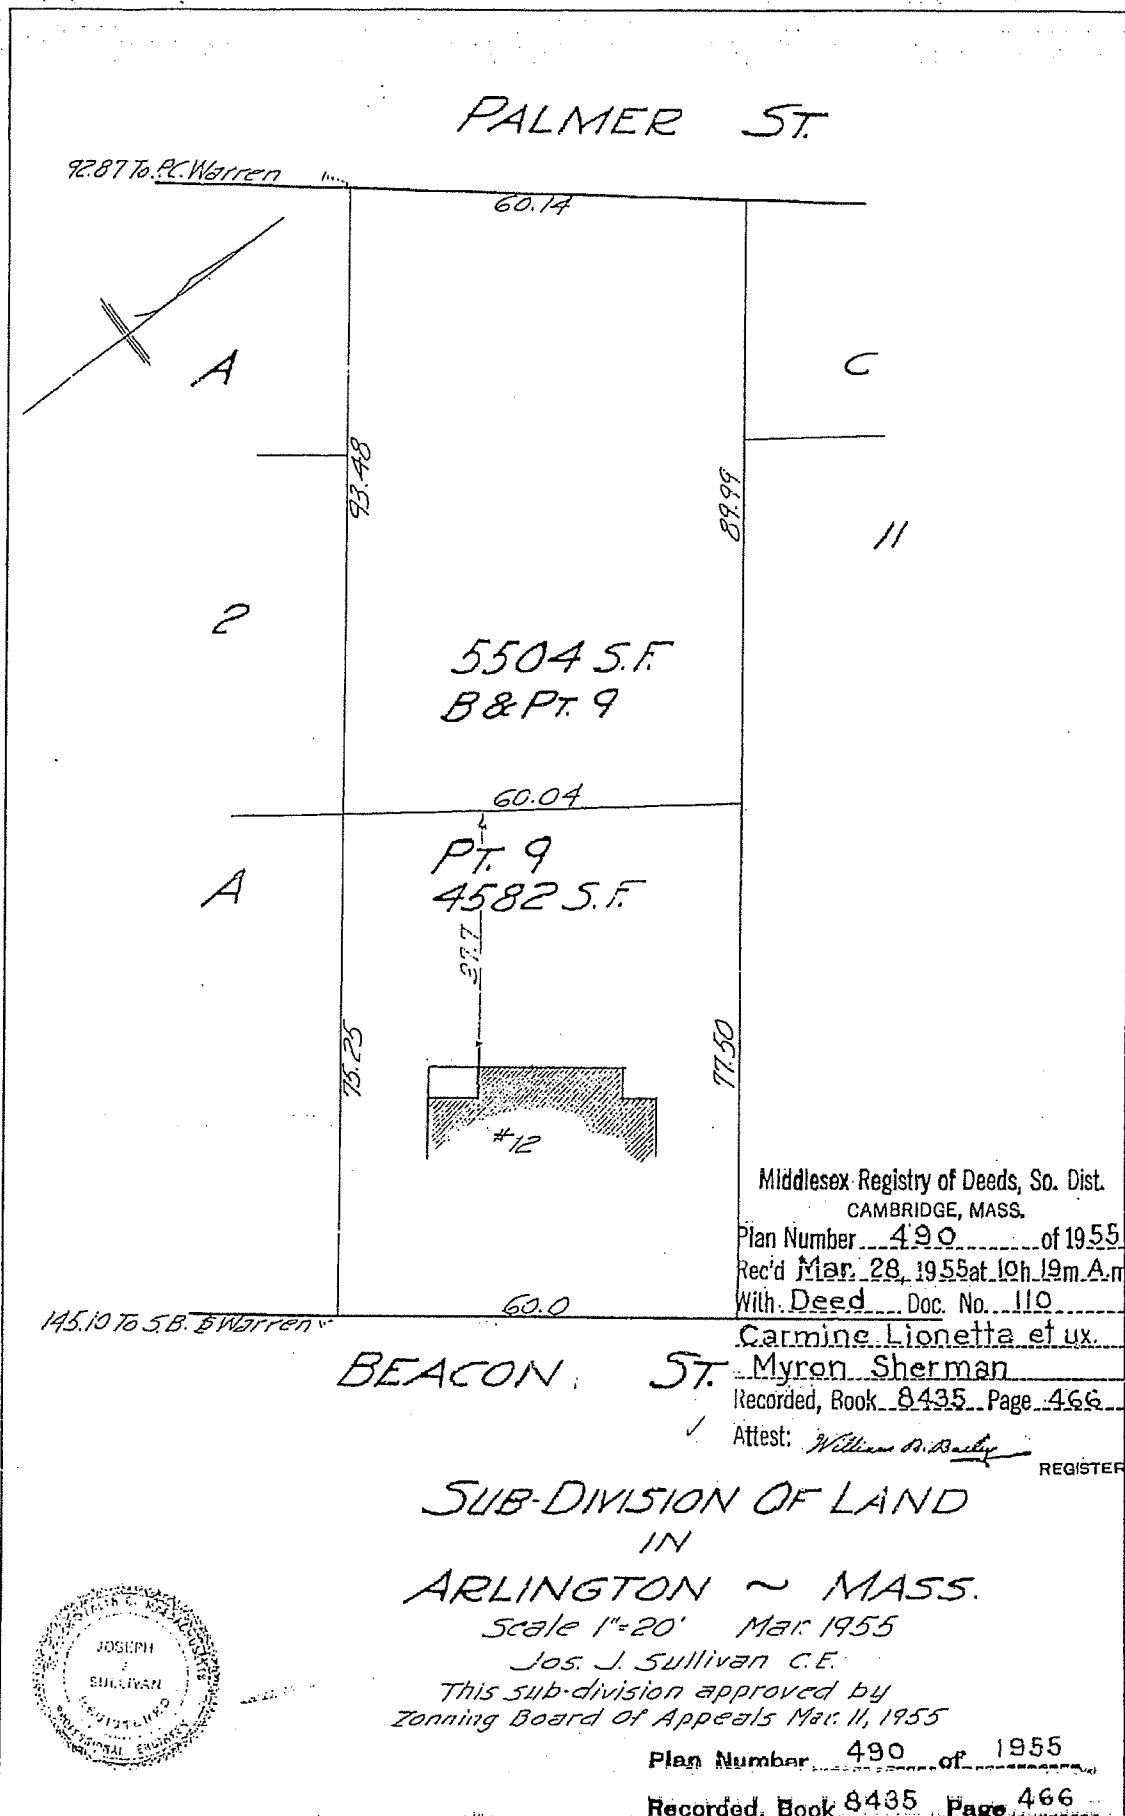 PALMER ST.
92.87 To P.C. Warren
60.14
A
C
93.48
89.99
11
2
5504 S.F.
B & PT. 9
60.04
PT. 9
4582 S.F.
A
37.7
75.25
77.50
#12
Middlesex Registry of Deeds, So. Dist.
CAMBRIDGE, MASS.
Plan Number 490 of 1955
Rec'd Mar. 28, 1955 at 10h 19m A.m
With Deed Doc. No. 110
Carmine Lionetta et ux.
Myron Sherman
Recorded, Book 8435 Page 466
Attest: William B. Bailey
REGISTER
60.0
145.10 To S.B. Warren
BEACON ST.
SUB-DIVISION OF LAND
IN
ARLINGTON ~ MASS.
Scale 1"=20' Mar. 1955
Jos. J. Sullivan C.E.
This sub-division approved by
Zonning Board Of Appeals Mar. 11, 1955
JOSEPH
J
SULLIVAN
REGISTERED
Plan Number 490 of 1955
Recorded, Book 8435 Page 466